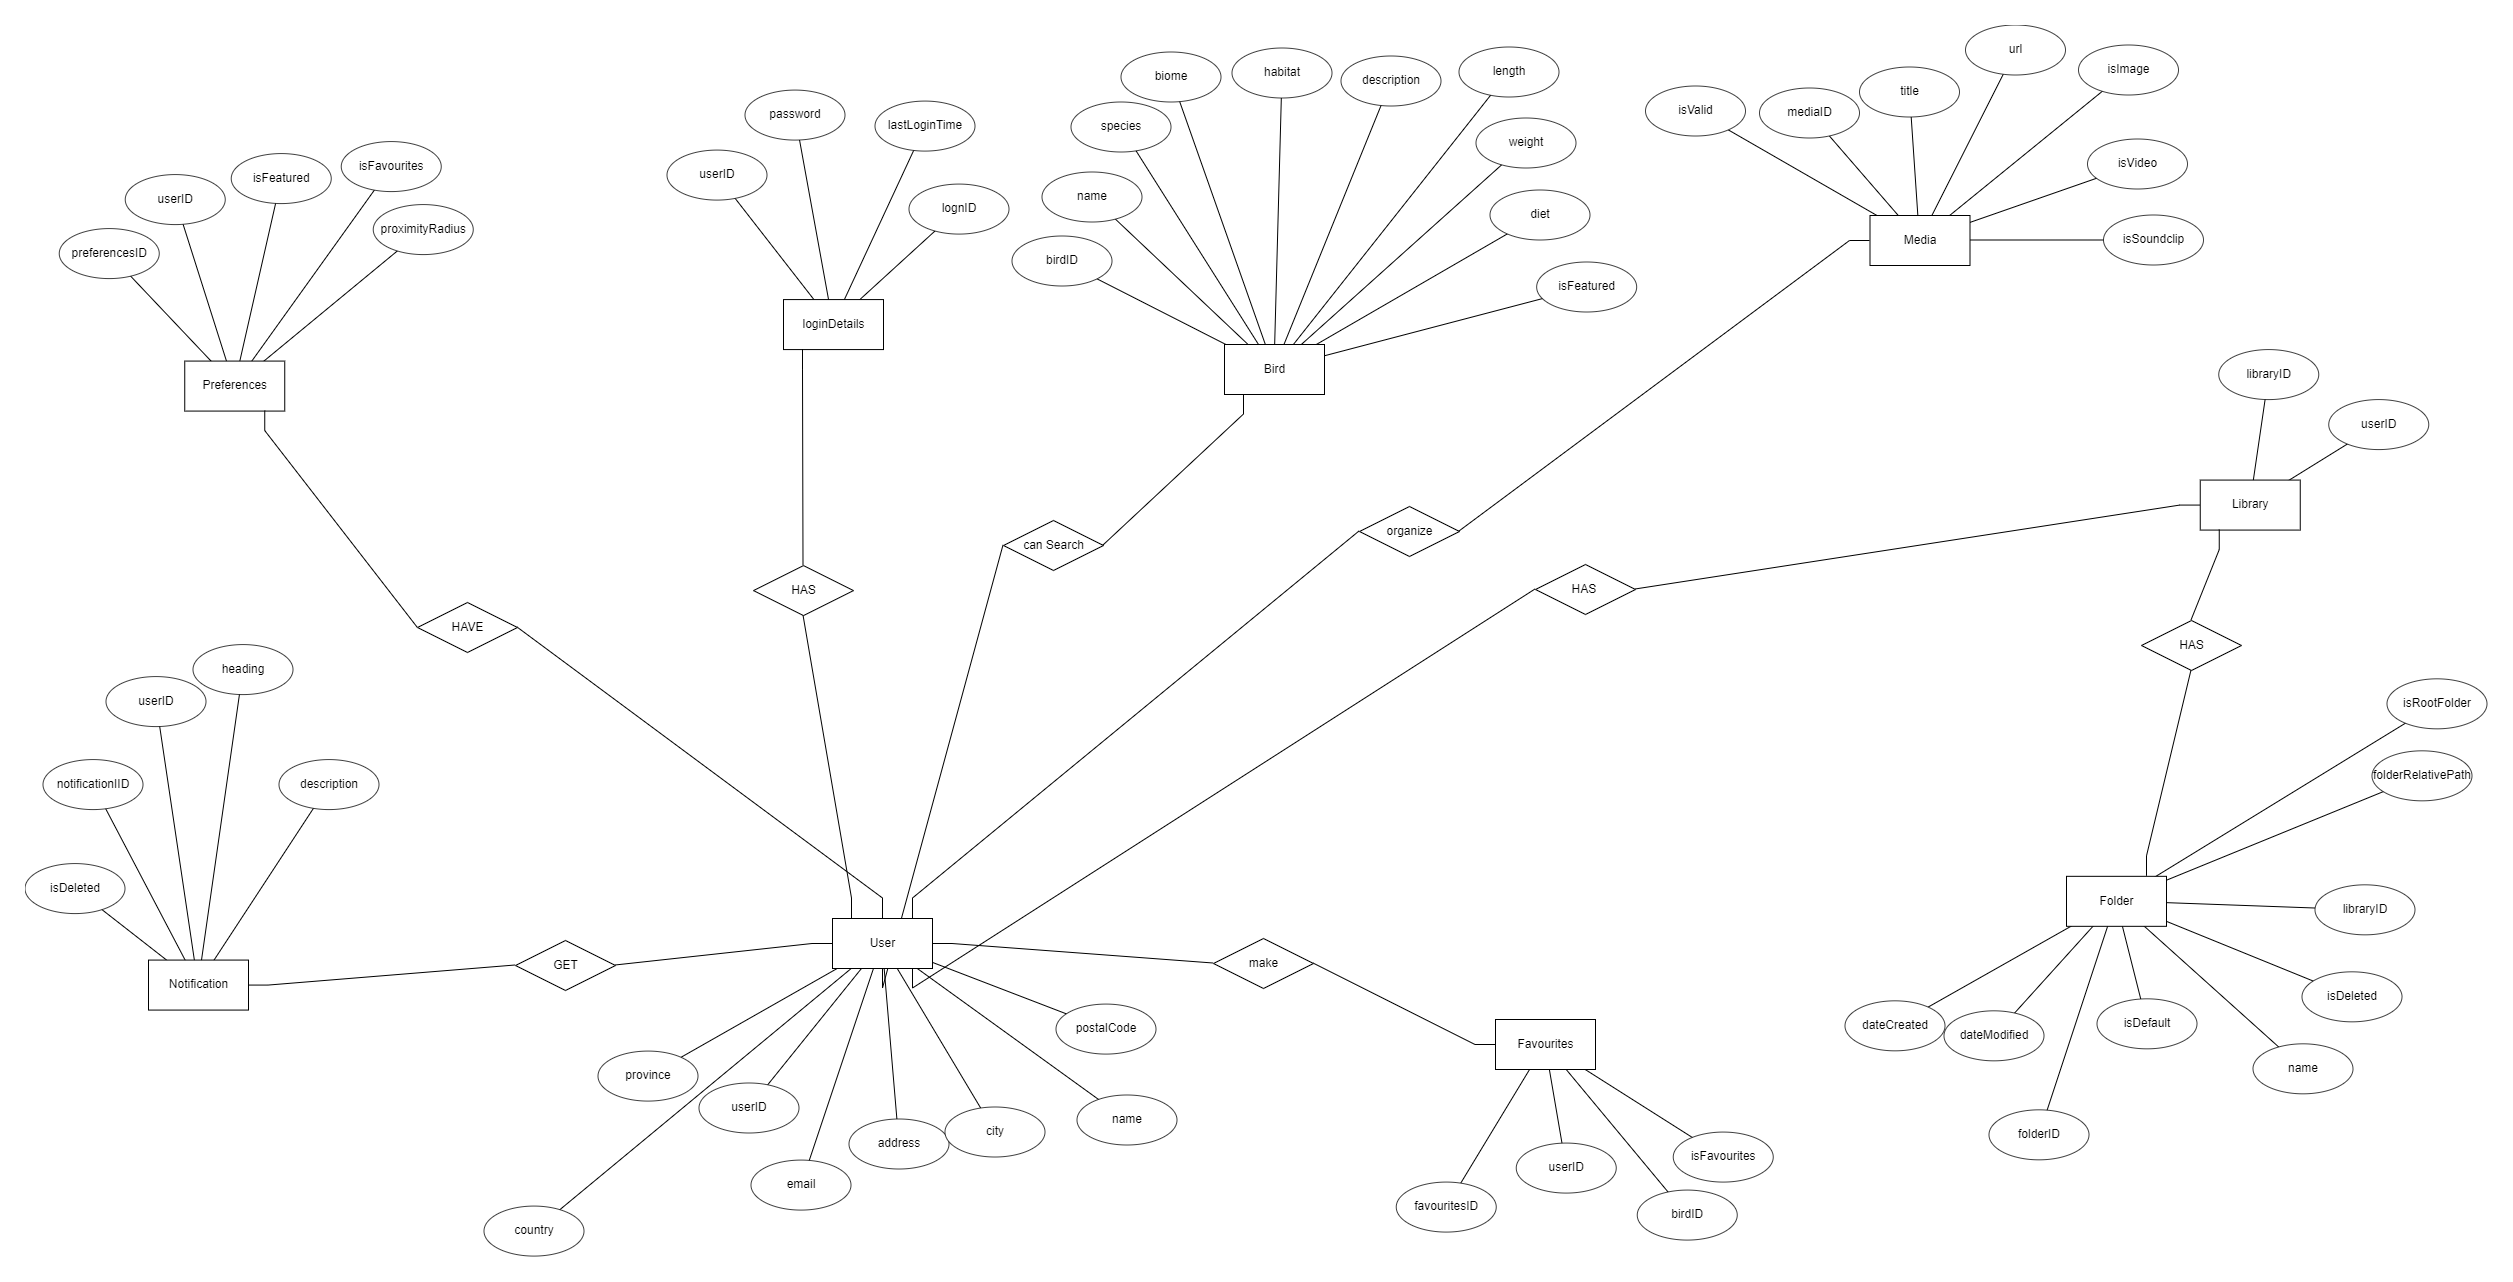 url
isImage
length
habitat
biome
description
title
isValid
mediaID
password
lastLoginTime
species
weight
isFavourites
isVideo
isFeatured
userID
userID
name
lognID
diet
proximityRadius
preferencesID
Media
isSoundclip
birdID
isFeatured
loginDetails
Bird
libraryID
Preferences
userID
Library
organize
can Search
HAS
HAS
HAVE
HAS
heading
userID
isRootFolder
notificationIID
description
folderRelativePath
isDeleted
Folder
libraryID
User
make
GET
Notification
isDeleted
dateCreated
dateModified
isDefault
postalCode
Favourites
name
province
userID
name
city
address
folderID
isFavourites
userID
email
favouritesID
birdID
country